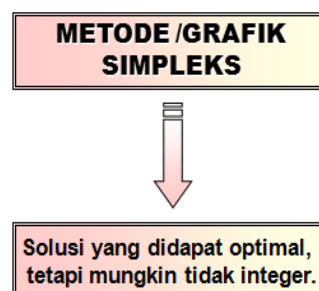 METODE /GRAFIK
SIMPLEKS
Solusi yang didapat optimal,
tetapi mungkin tidak integer.